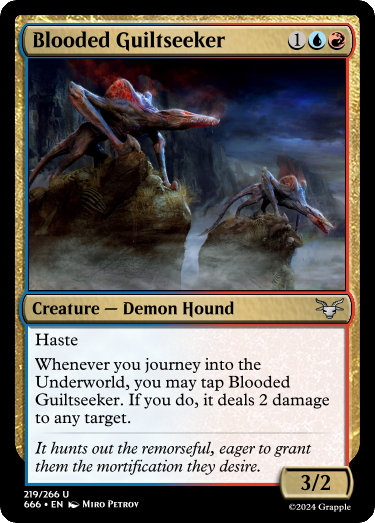 Blooded Guiltseeker 1
Creature — Demon Hound
Haste
Whenever you journey into the
Underworld, you may tap Blooded
Guiltseeker. If you do, it deals 2 damage
to any target.
It hunts out the remorseful, eager to grant
them the mortification they desire.
3/2
219/266 U
666 • EN Miro Petrov
©2024 Grapple